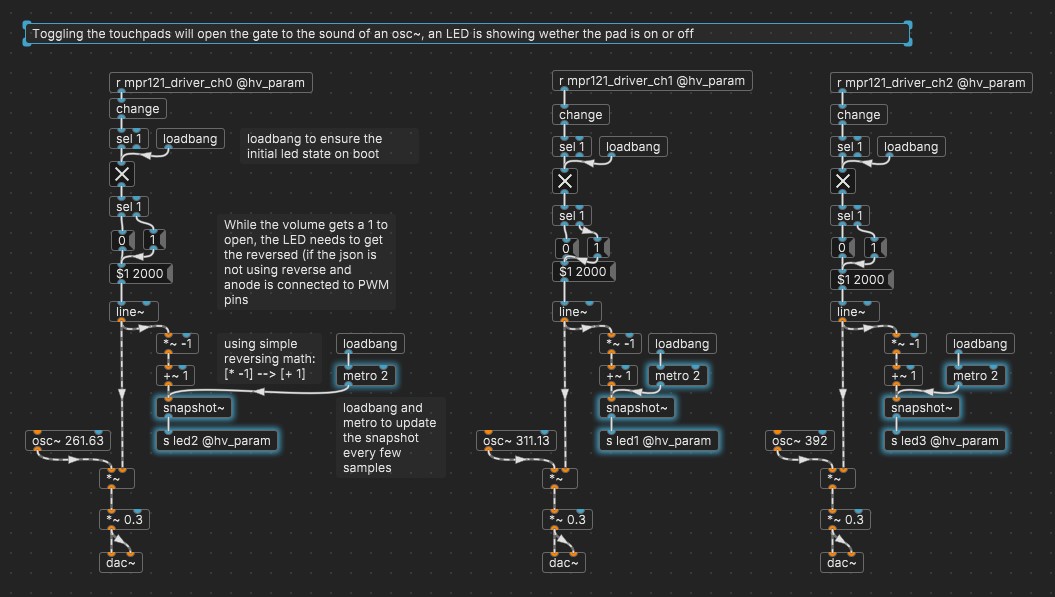 Toggling the touchpads will open the gate to the sound of an osc~, an LED is showing wether the pad is on or off
r mpr121_driver_ch0 @hv_param
change
sel 1
loadbang
loadbang to ensure the
initial led state on boot
sel 1
0
1
$1 2000
While the volume gets a 1 to
open, the LED needs to get
the reversed (if the json is
not using reverse and
anode is connected to PWM
pins
line~
*~ -1
+~ 1
using simple
reversing math:
[* -1] --> [+ 1]
loadbang
metro 2
snapshot~
loadbang and
metro to update
the snapshot
every few
samples
osc~ 261.63
s led2 @hv_param
*~
*~ 0.3
dac~
r mpr121_driver_ch1 @hv_param
change
sel 1
loadbang
sel 1
0
1
$1 2000
line~
*~ -1
loadbang
+~ 1
metro 2
snapshot~
osc~ 311.13
s led1 @hv_param
*~
*~ 0.3
dac~
r mpr121_driver_ch2 @hv_param
change
sel 1
loadbang
sel 1
0
1
$1 2000
line~
*~ -1
loadbang
+~ 1
metro 2
snapshot~
osc~ 392
s led3 @hv_param
*~
*~ 0.3
dac~